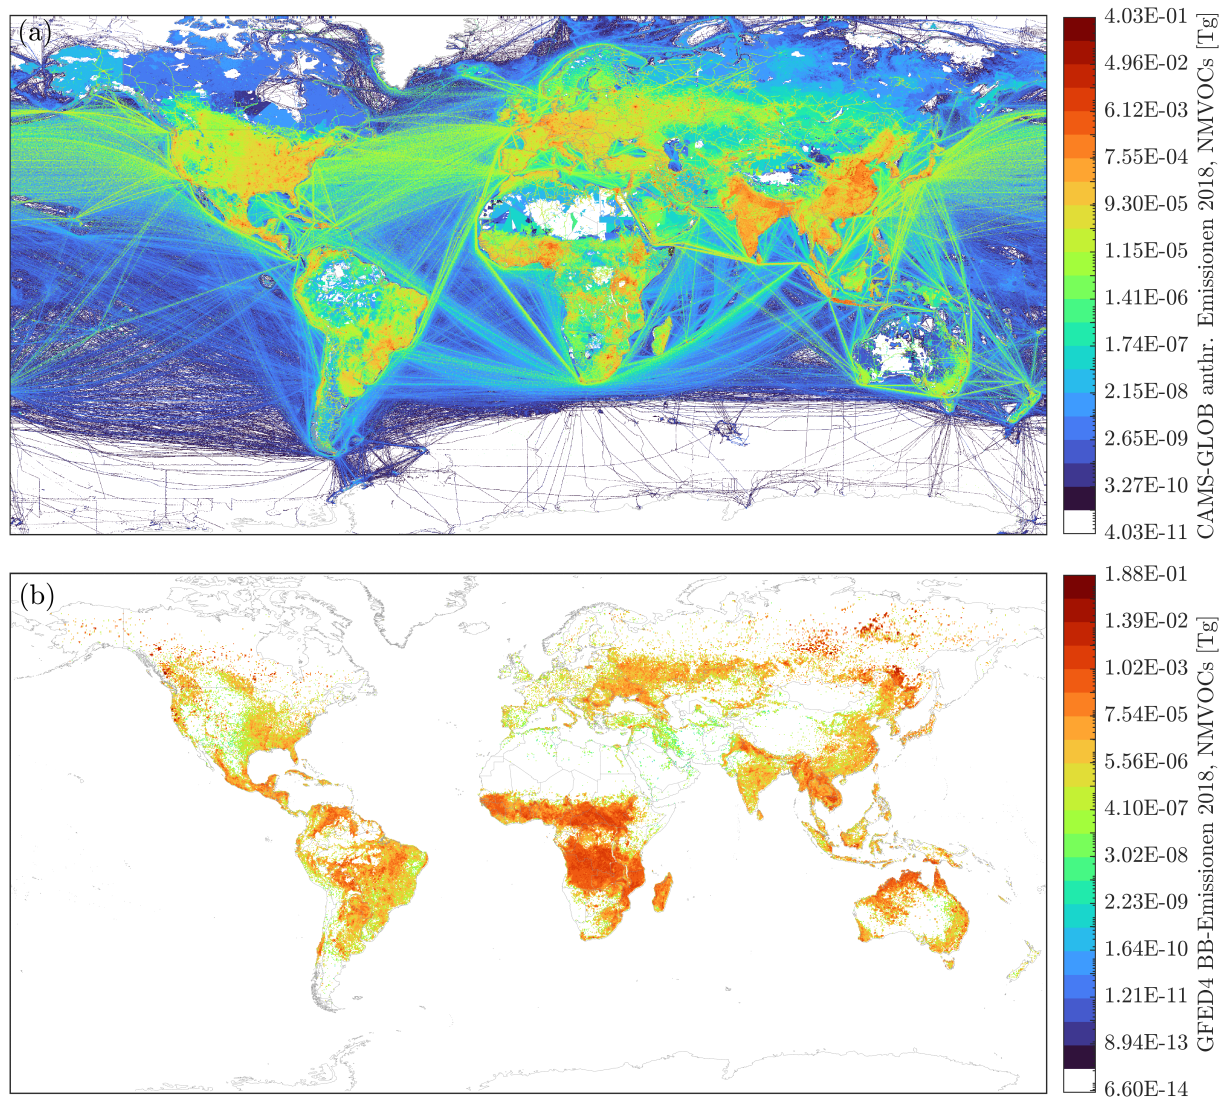 (a)
4.03E-01
4.96E-02
6.12E-03
7.55E-04
9.30E-05
1.15E-05
1.41E-06
1.74E-07
2.15E-08
2.65E-09
3.27E-10
4.03E-11
CAMS-GLOB anthr. Emissionen 2018, NMVOCs [Tg]
(b)
1.88E-01
1.39E-02
1.02E-03
7.54E-05
5.56E-06
4.10E-07
3.02E-08
2.23E-09
1.64E-10
1.21E-11
8.94E-13
6.60E-14
GFED4 BB-Emissionen 2018, NMVOCs [Tg]